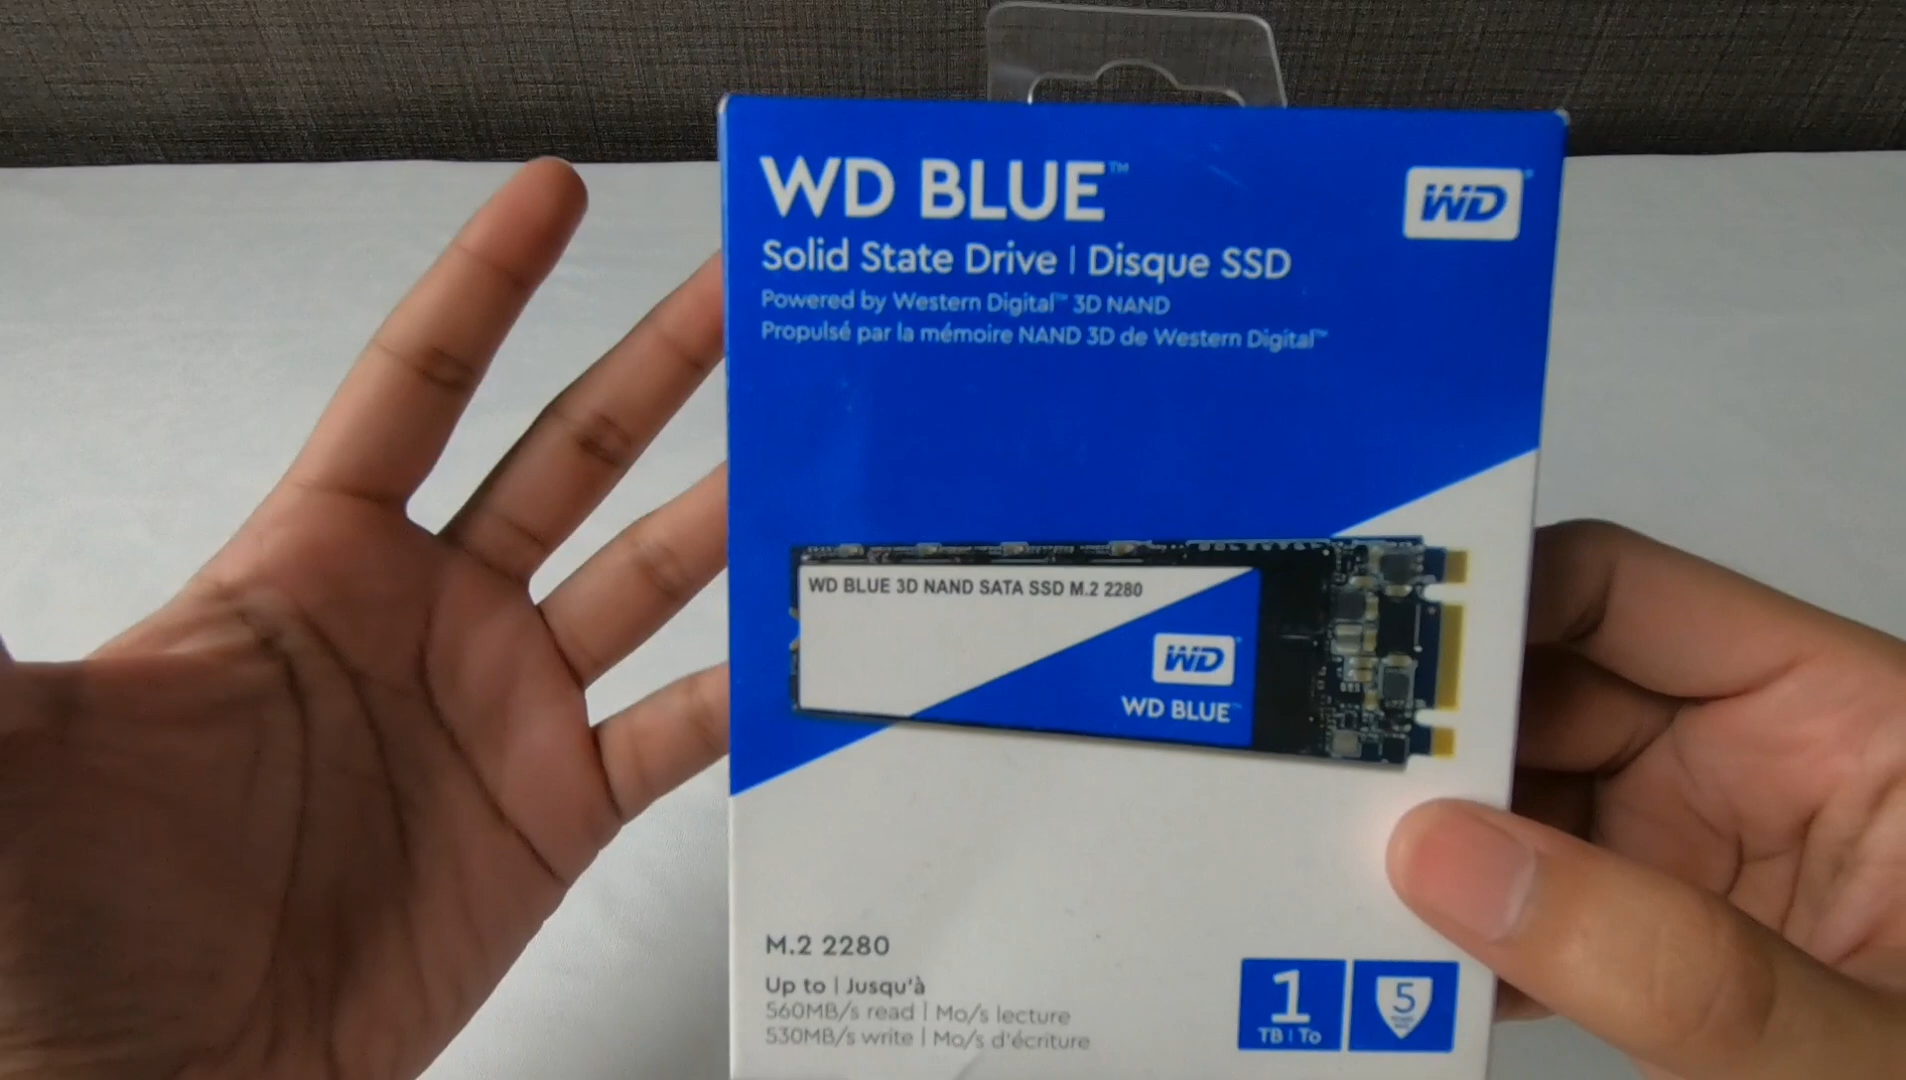 WD BLUE™
WD®
Solid State Drive | Disque SSD
Powered by Western Digital™ 3D NAND
Propulsé par la mémoire NAND 3D de Western Digital™
WD BLUE 3D NAND SATA SSD M.2 2280
WD®
WD BLUE™
M.2 2280
Up to | Jusqu'à
560MB/s read | Mo/s lecture
530MB/s write | Mo/s d'écriture
1
TB | To
5